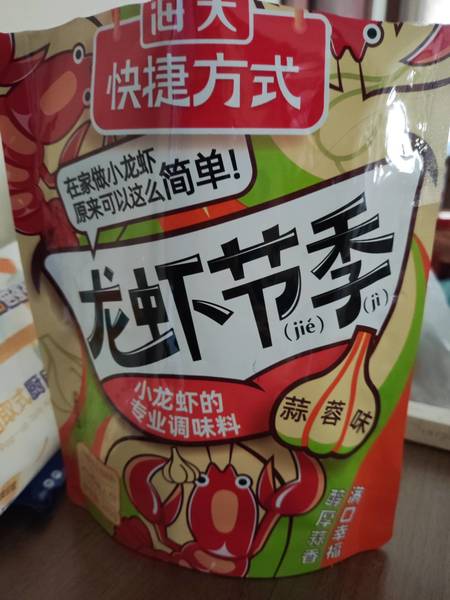 海天
快捷方式
在家做小龙虾
原来可以这么简单!
龙虾节季
(jié) (jì)
小龙虾的
专业调味料
蒜蓉味
满口幸福
醇厚蒜香